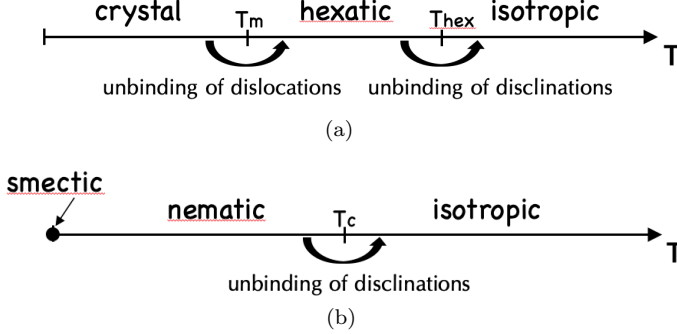 crystal Tm hexatic Thex isotropic
T
unbinding of dislocations unbinding of disclinations
(a)
smectic
nematic Tc isotropic
T
unbinding of disclinations
(b)